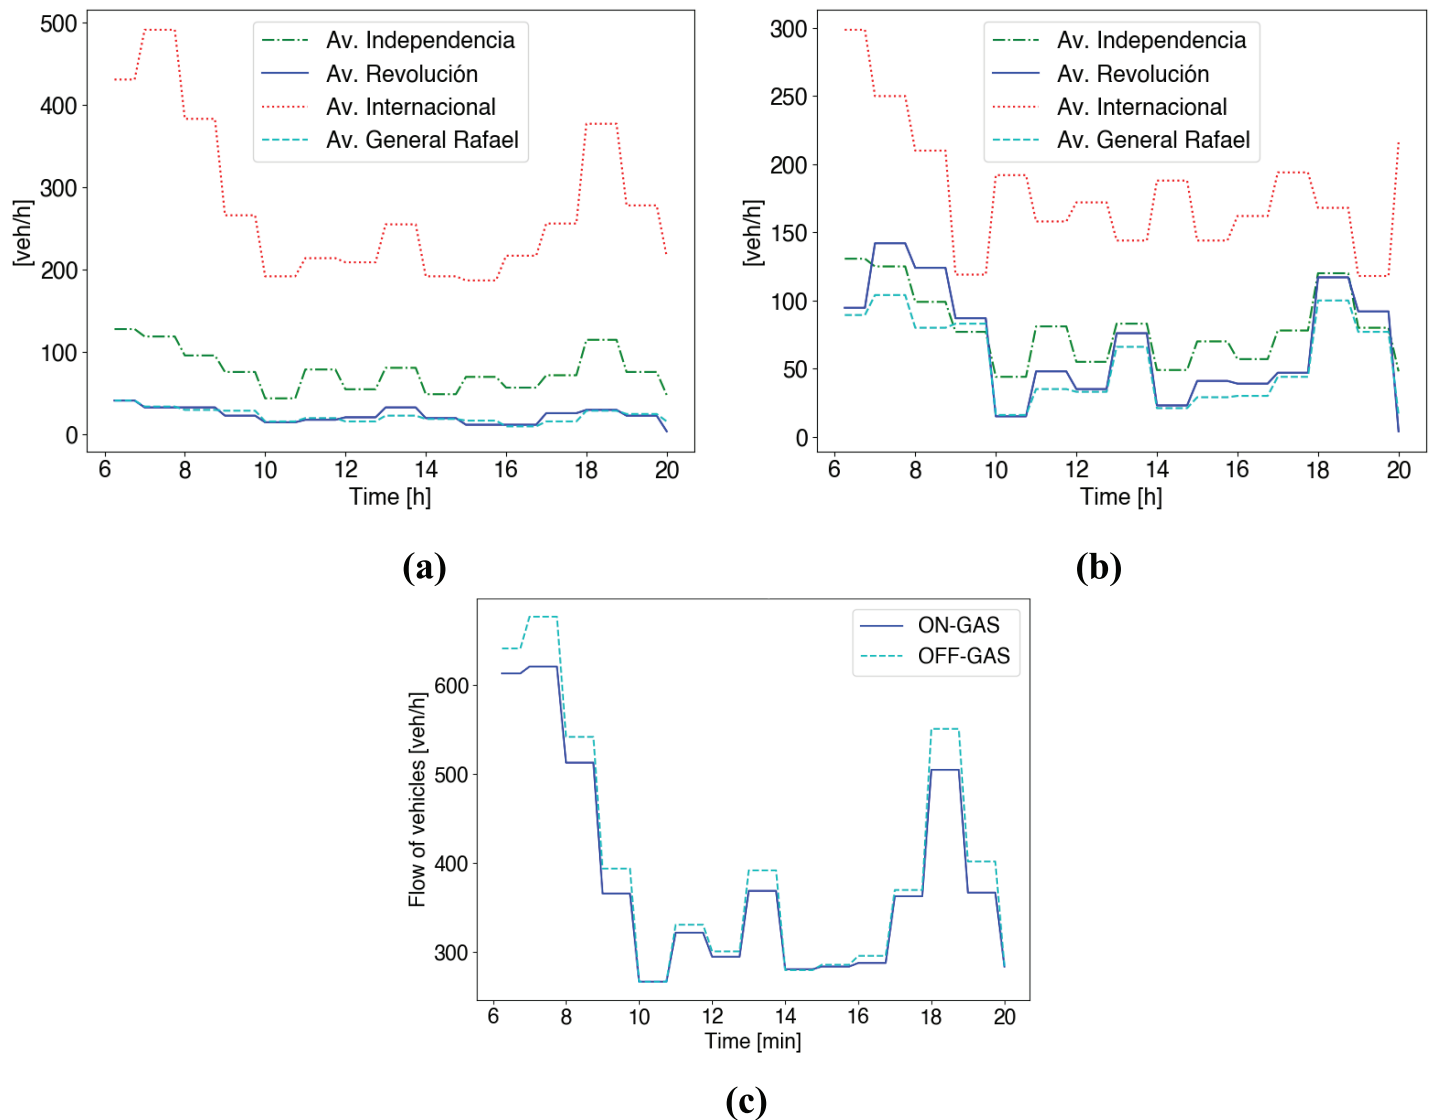 Av. Independencia
Av. Revolución
Av. Internacional
Av. General Rafael
500
400
300
200
100
0
[veh/h]
6 8 10 12 14 16 18 20
Time [h]
(a)
Av. Independencia
Av. Revolución
Av. Internacional
Av. General Rafael
300
250
200
150
100
50
0
[veh/h]
6 8 10 12 14 16 18 20
Time [h]
(b)
ON-GAS
OFF-GAS
600
500
400
300
Flow of vehicles [veh/h]
6 8 10 12 14 16 18 20
Time [min]
(c)